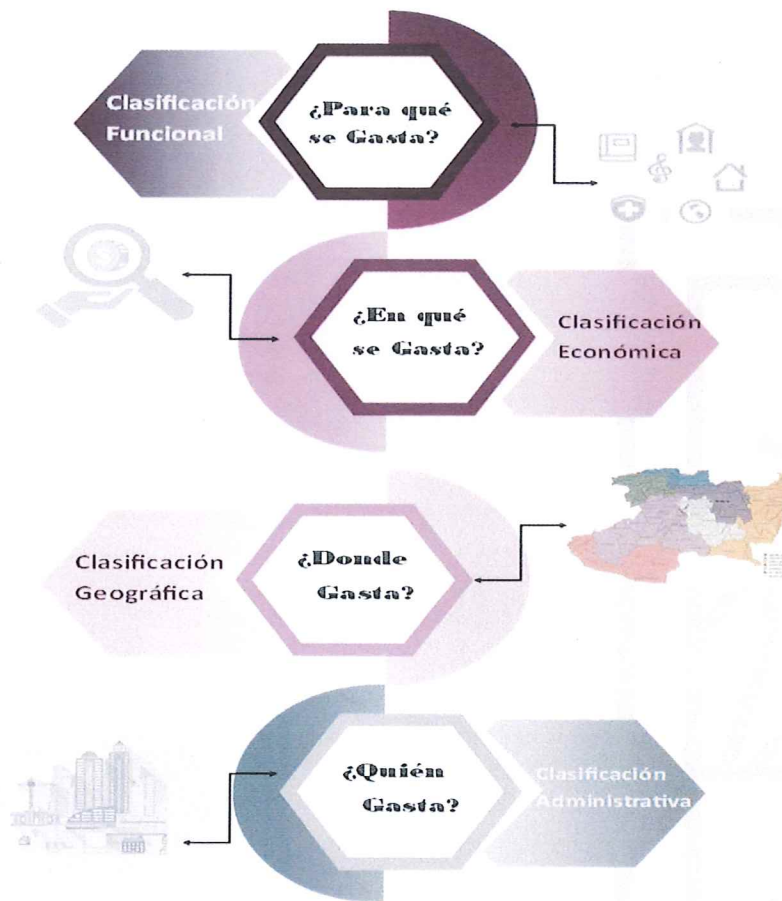 Clasificación
Funcional
¿Para qué
se Gasta?
¿En qué
se Gasta?
Clasificación
Económica
Clasificación
Geográfica
¿Donde
Gasta?
¿Quién
Gasta?
Clasificación
Administrativa